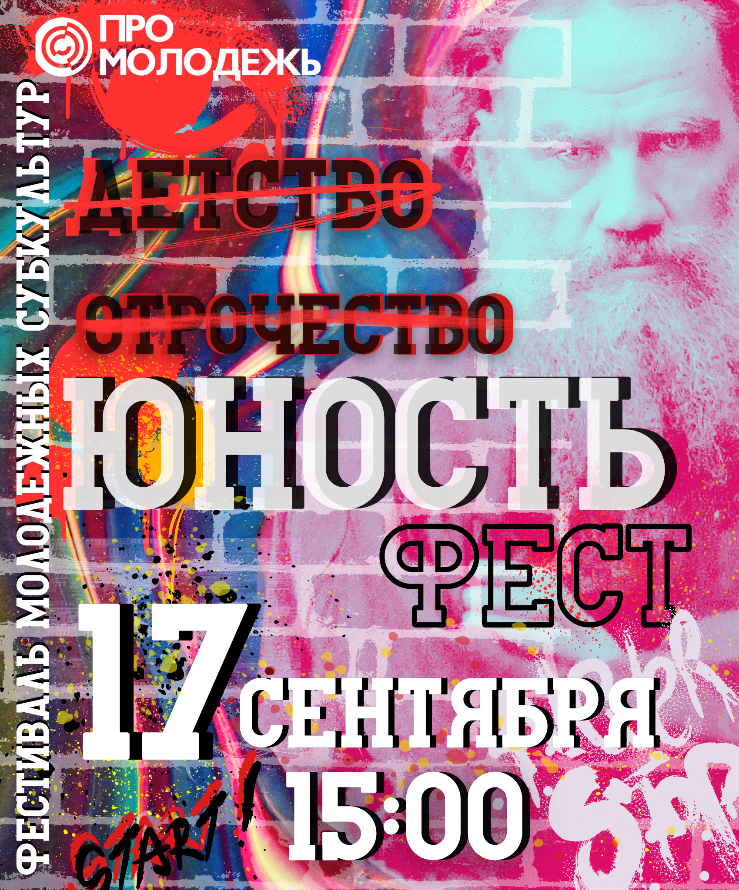 ПРО
МОЛОДЕЖЬ
ФЕСТИВАЛЬ МОЛОДЕЖНЫХ СУБКУЛЬТУР
ДЕТСТВО
ОТРОЧЕСТВО
ЮНОСТЬ
ФЕСТ
17 СЕНТЯБРЯ
15:00
START!